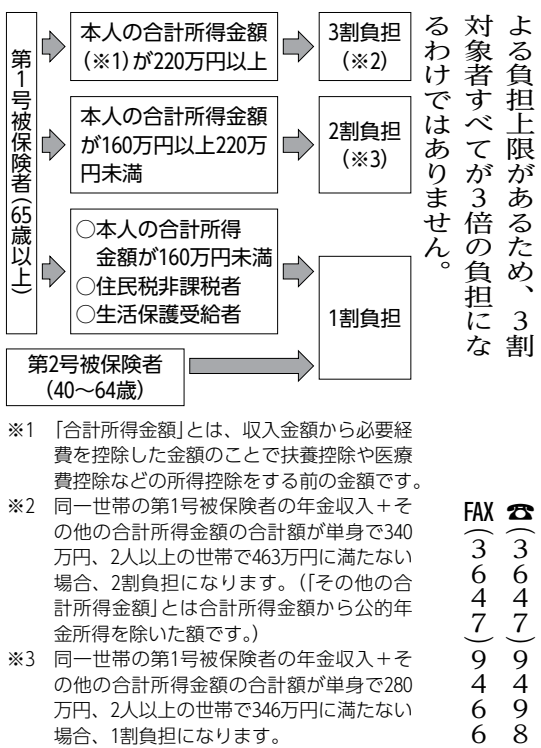 よる負担上限があるため、3割
対象者すべてが3倍の負担にな
るわけではありません。
☎(3647)9498
FAX(3647)9466
第1号被保険者(65歳以上)
本人の合計所得金額
(※1)が220万円以上
3割負担
(※2)
本人の合計所得金額
が160万円以上220万
円未満
2割負担
(※3)
○本人の合計所得
金額が160万円未満
○住民税非課税者
○生活保護受給者
1割負担
第2号被保険者
(40〜64歳)
※1 「合計所得金額」とは、収入金額から必要経
費を控除した金額のことで扶養控除や医療
費控除などの所得控除をする前の金額です。
※2 同一世帯の第1号被保険者の年金収入+そ
の他の合計所得金額の合計額が単身で340
万円、2人以上の世帯で463万円に満たない
場合、2割負担になります。(「その他の合
計所得金額」とは合計所得金額から公的年
金所得を除いた額です。)
※3 同一世帯の第1号被保険者の年金収入+そ
の他の合計所得金額の合計額が単身で280
万円、2人以上の世帯で346万円に満たない
場合、1割負担になります。